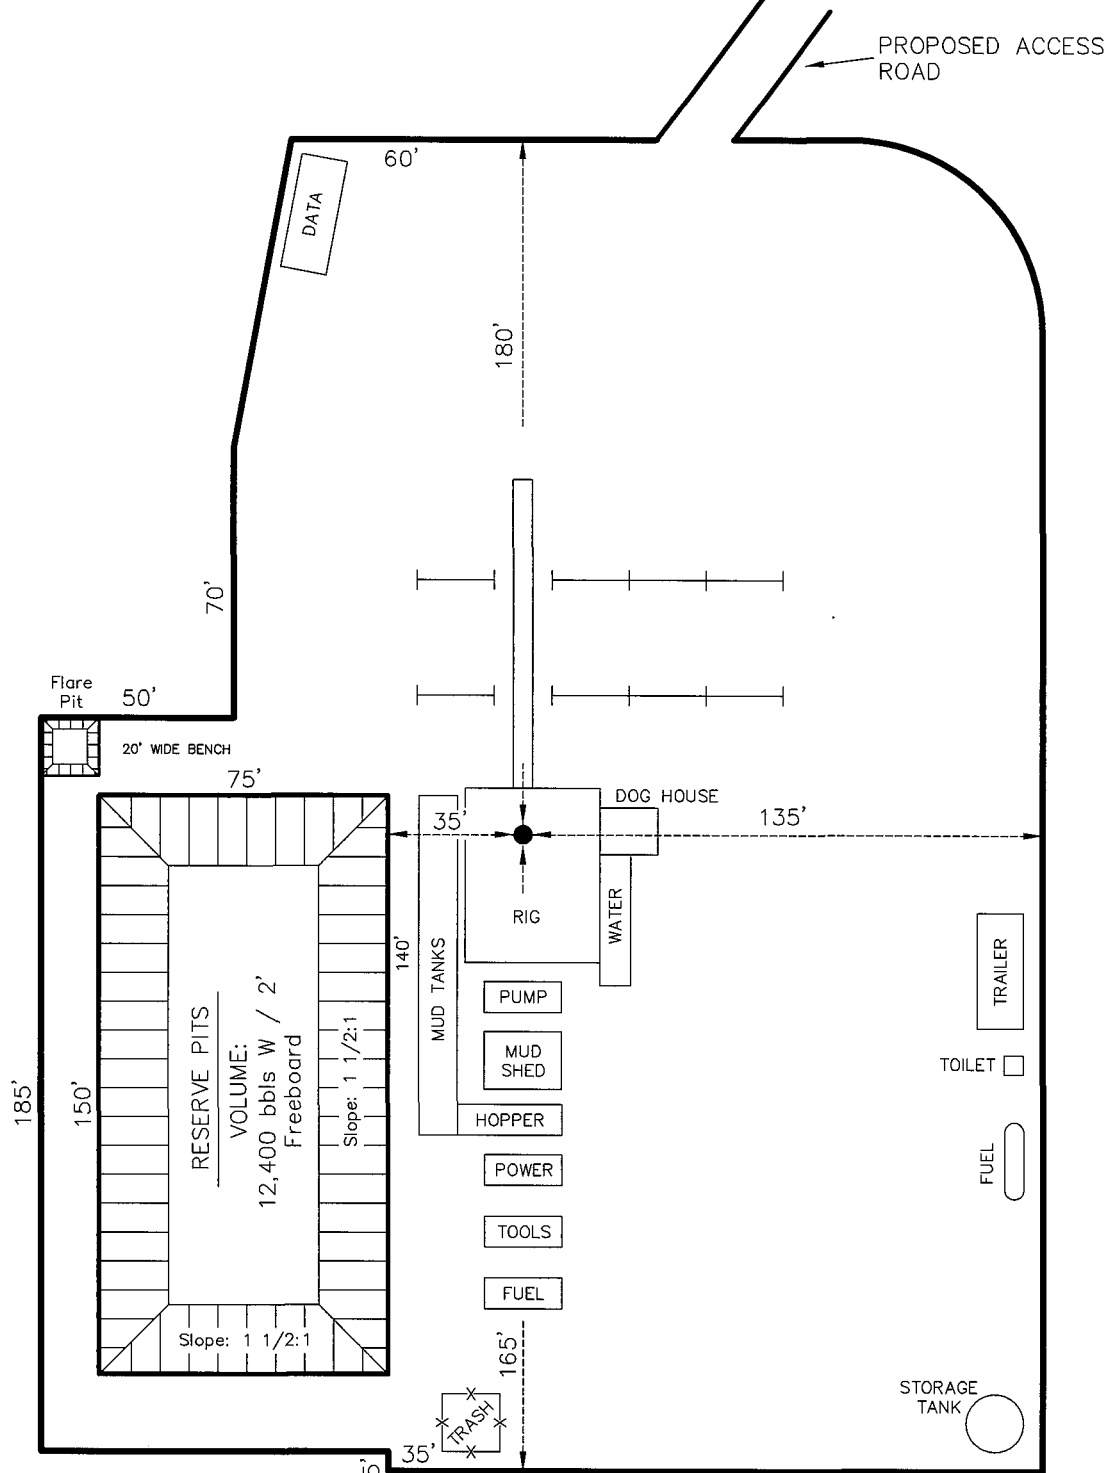 PROPOSED ACCESS
ROAD
60'
DATA
180'
70'
Flare
Pit
50'
20' WIDE BENCH
75'
DOG HOUSE
35'
135'
RIG
WATER
MUD TANKS
140'
TRAILER
PUMP
RESERVE PITS
VOLUME:
12,400 bbls W / 2'
Freeboard
Slope: 1 1/2:1
MUD
SHED
TOILET
185'
150'
HOPPER
FUEL
POWER
TOOLS
FUEL
Slope: 1 1/2:1
165'
STORAGE
TANK
TRASH
35'